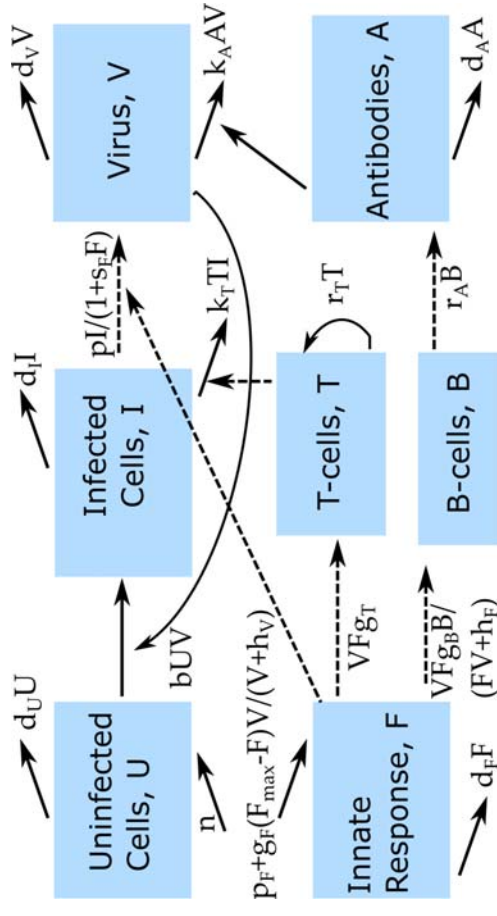 d_U U
d_I I
d_V V
Uninfected
Cells, U
Infected
Cells, I
Virus, V
pI/(1+s_F F)
bUV
k_T TI
k_A AV
n
p_F+g_F(F_max-F)V/(V+h_V)
Innate
Response, F
VFg_T
T-cells, T
r_T T
Antibodies, A
VFg_B B/
(FV+h_F)
B-cells, B
r_A B
d_F F
d_A A